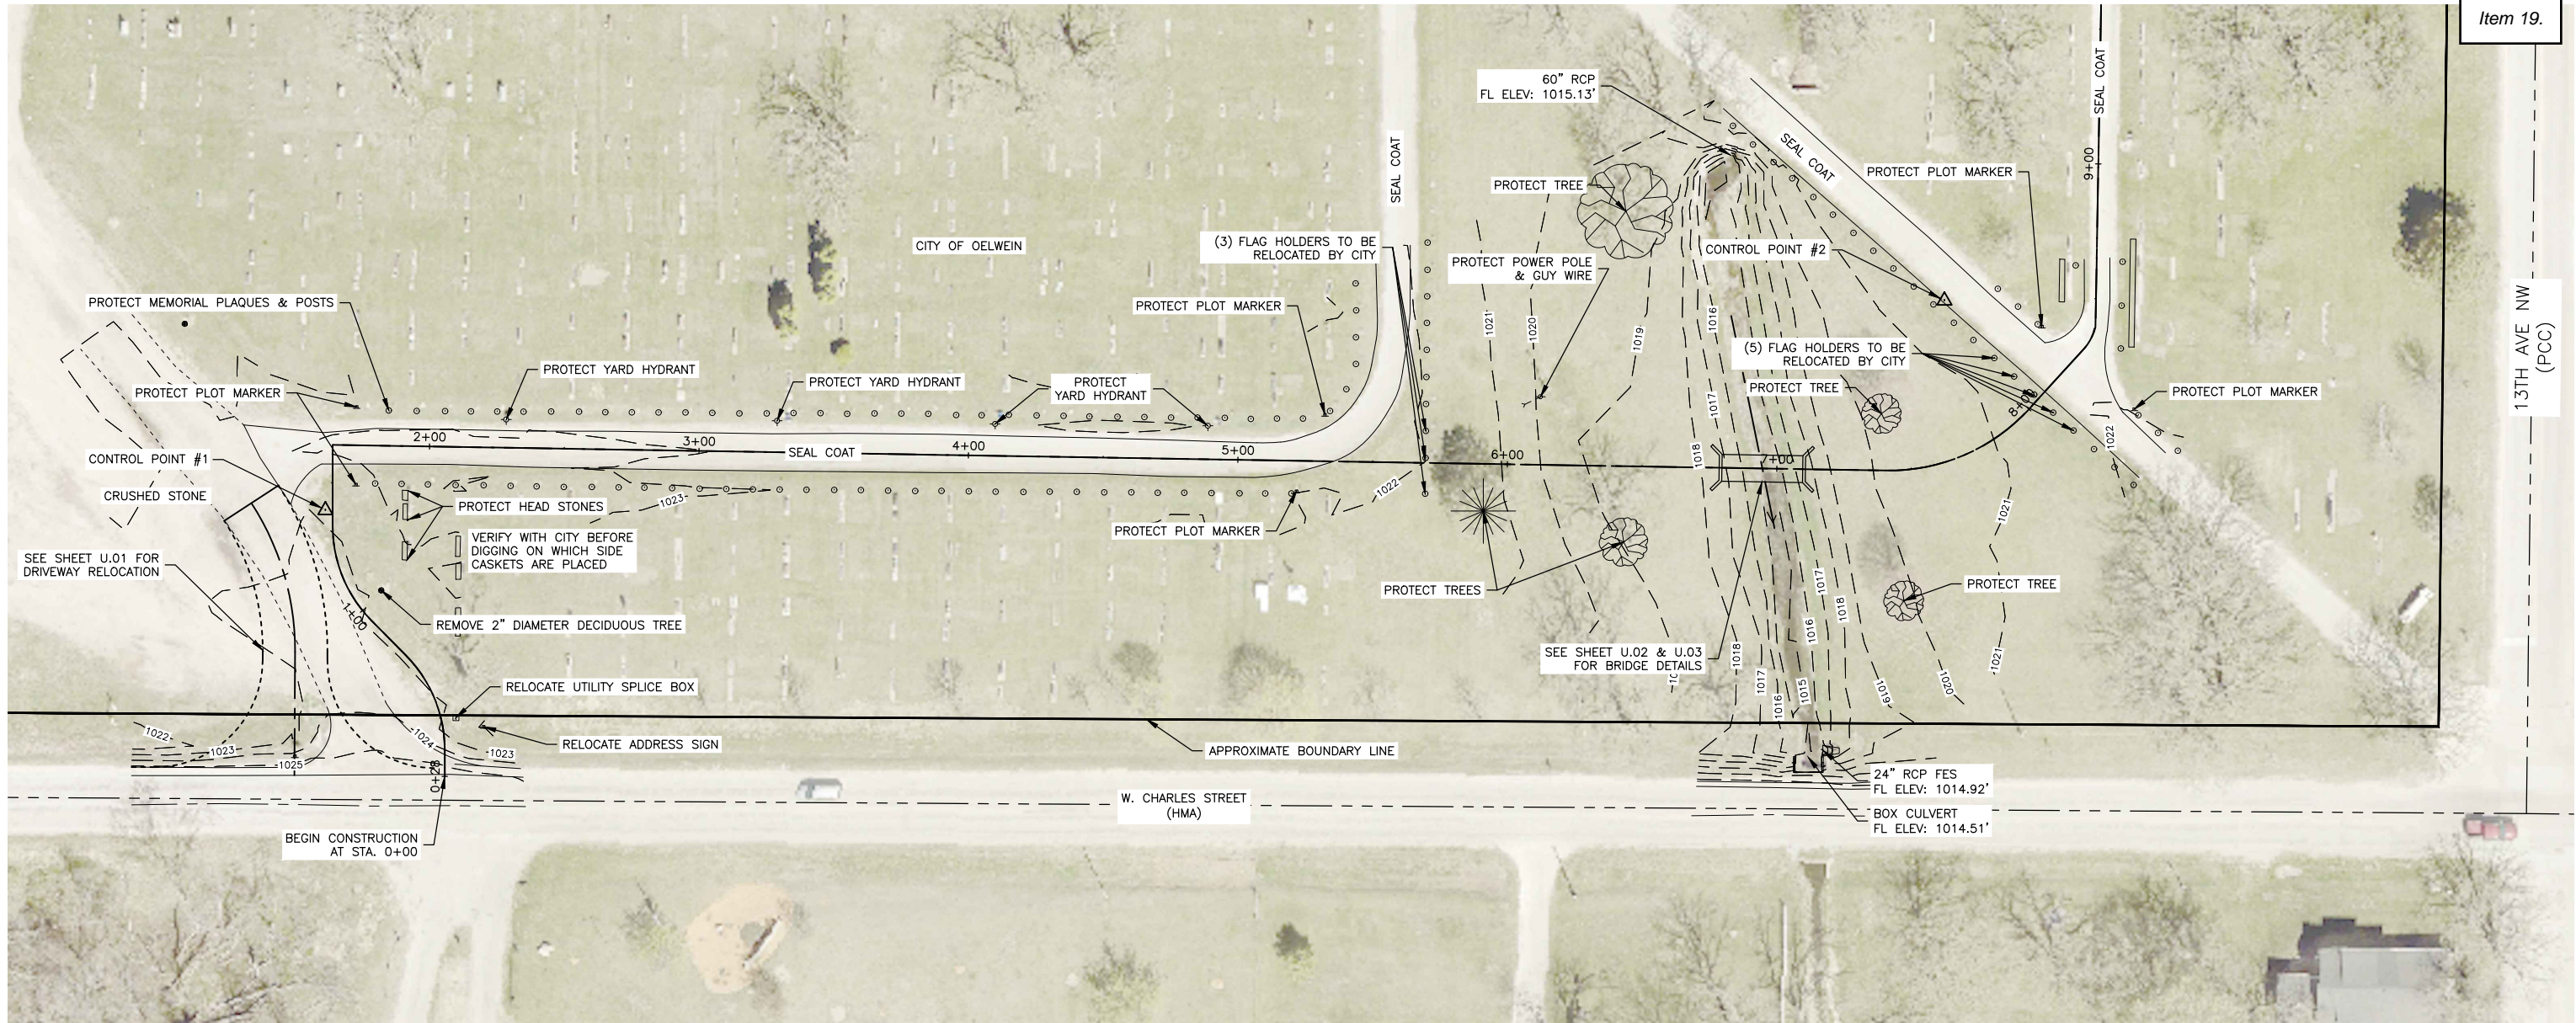 Item 19.
60" RCP
FL ELEV: 1015.13'
SEAL COAT
SEAL COAT
SEAL COAT
PROTECT PLOT MARKER
9+00
PROTECT TREE
CITY OF OELWEIN
(3) FLAG HOLDERS TO BE
RELOCATED BY CITY
CONTROL POINT #2
PROTECT POWER POLE
& GUY WIRE
PROTECT MEMORIAL PLAQUES & POSTS
PROTECT PLOT MARKER
1021
1020
1019
1016
13TH AVE NW
(PCC)
(5) FLAG HOLDERS TO BE
RELOCATED BY CITY
PROTECT YARD HYDRANT
PROTECT YARD HYDRANT
PROTECT
YARD HYDRANT
PROTECT TREE
PROTECT PLOT MARKER
PROTECT PLOT MARKER
1017
8+00
1022
2+00
3+00
4+00
5+00
6+00
7+00
SEAL COAT
1018
CONTROL POINT #1
CRUSHED STONE
1023
1022
PROTECT HEAD STONES
1021
PROTECT PLOT MARKER
VERIFY WITH CITY BEFORE
DIGGING ON WHICH SIDE
CASKETS ARE PLACED
SEE SHEET U.01 FOR
DRIVEWAY RELOCATION
PROTECT TREES
1017
PROTECT TREE
1+00
1018
REMOVE 2" DIAMETER DECIDUOUS TREE
1016
SEE SHEET U.02 & U.03
FOR BRIDGE DETAILS
1018
1021
RELOCATE UTILITY SPLICE BOX
1017
1015
1019
1020
1016
1022
1023
1024
1023
RELOCATE ADDRESS SIGN
APPROXIMATE BOUNDARY LINE
1025
0+28
24" RCP FES
FL ELEV: 1014.92'
W. CHARLES STREET
(HMA)
BOX CULVERT
FL ELEV: 1014.51'
BEGIN CONSTRUCTION
AT STA. 0+00